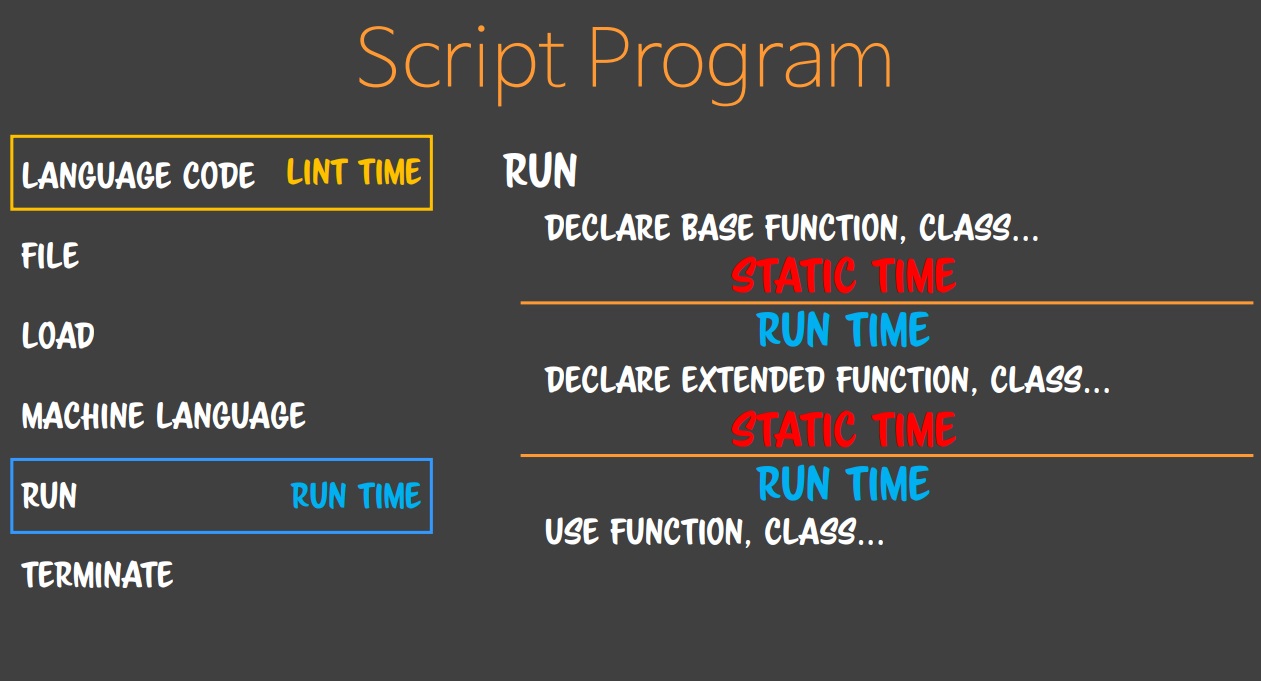 Script Program
LANGUAGE CODE LINT TIME
FILE
LOAD
MACHINE LANGUAGE
RUN RUN TIME
TERMINATE
RUN
DECLARE BASE FUNCTION, CLASS...
STATIC TIME
RUN TIME
DECLARE EXTENDED FUNCTION, CLASS...
STATIC TIME
RUN TIME
USE FUNCTION, CLASS...